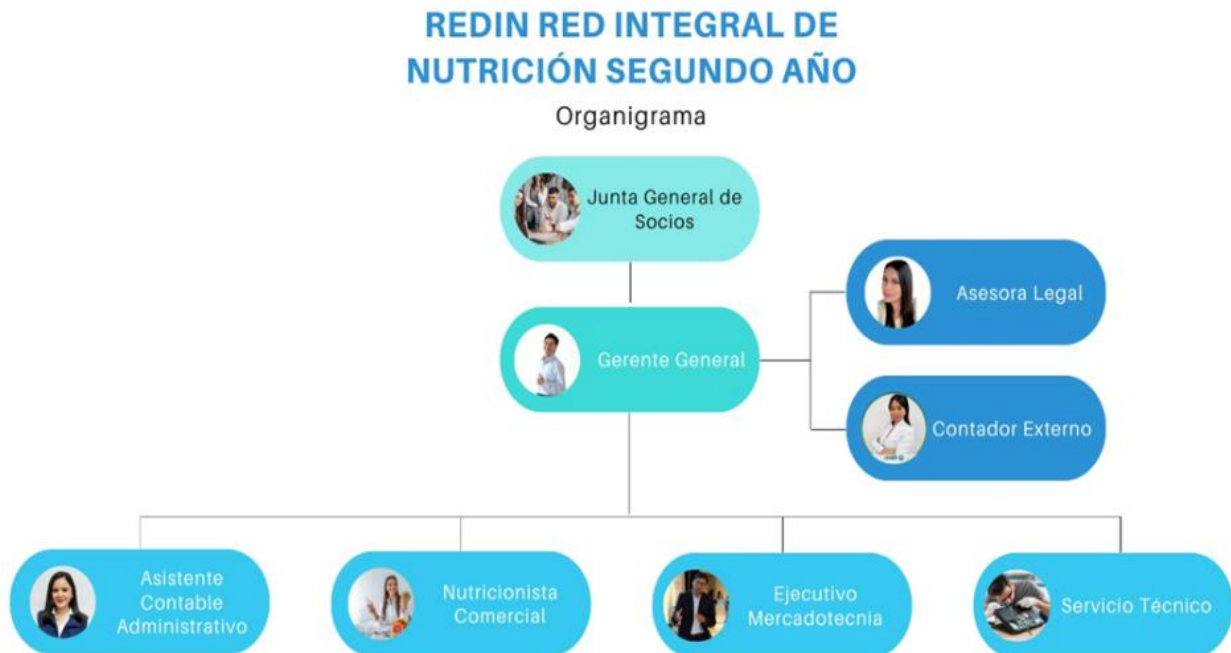 REDIN RED INTEGRAL DE
NUTRICIÓN SEGUNDO AÑO
Organigrama
Junta General de
Socios
Asesora Legal
Gerente General
Contador Externo
Asistente
Contable
Administrativo
Nutricionista
Comercial
Ejecutivo
Mercadotecnia
Servicio Técnico